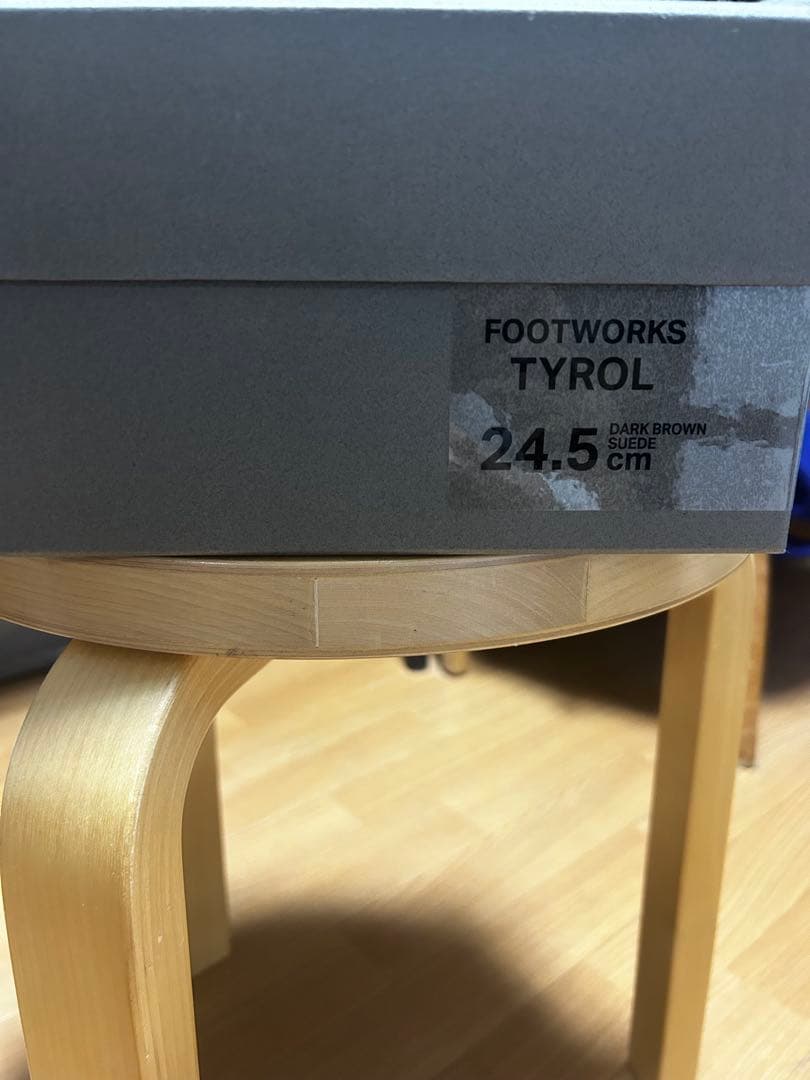 FOOTWORKS
TYROL
24.5 cm
DARK BROWN
SUEDE